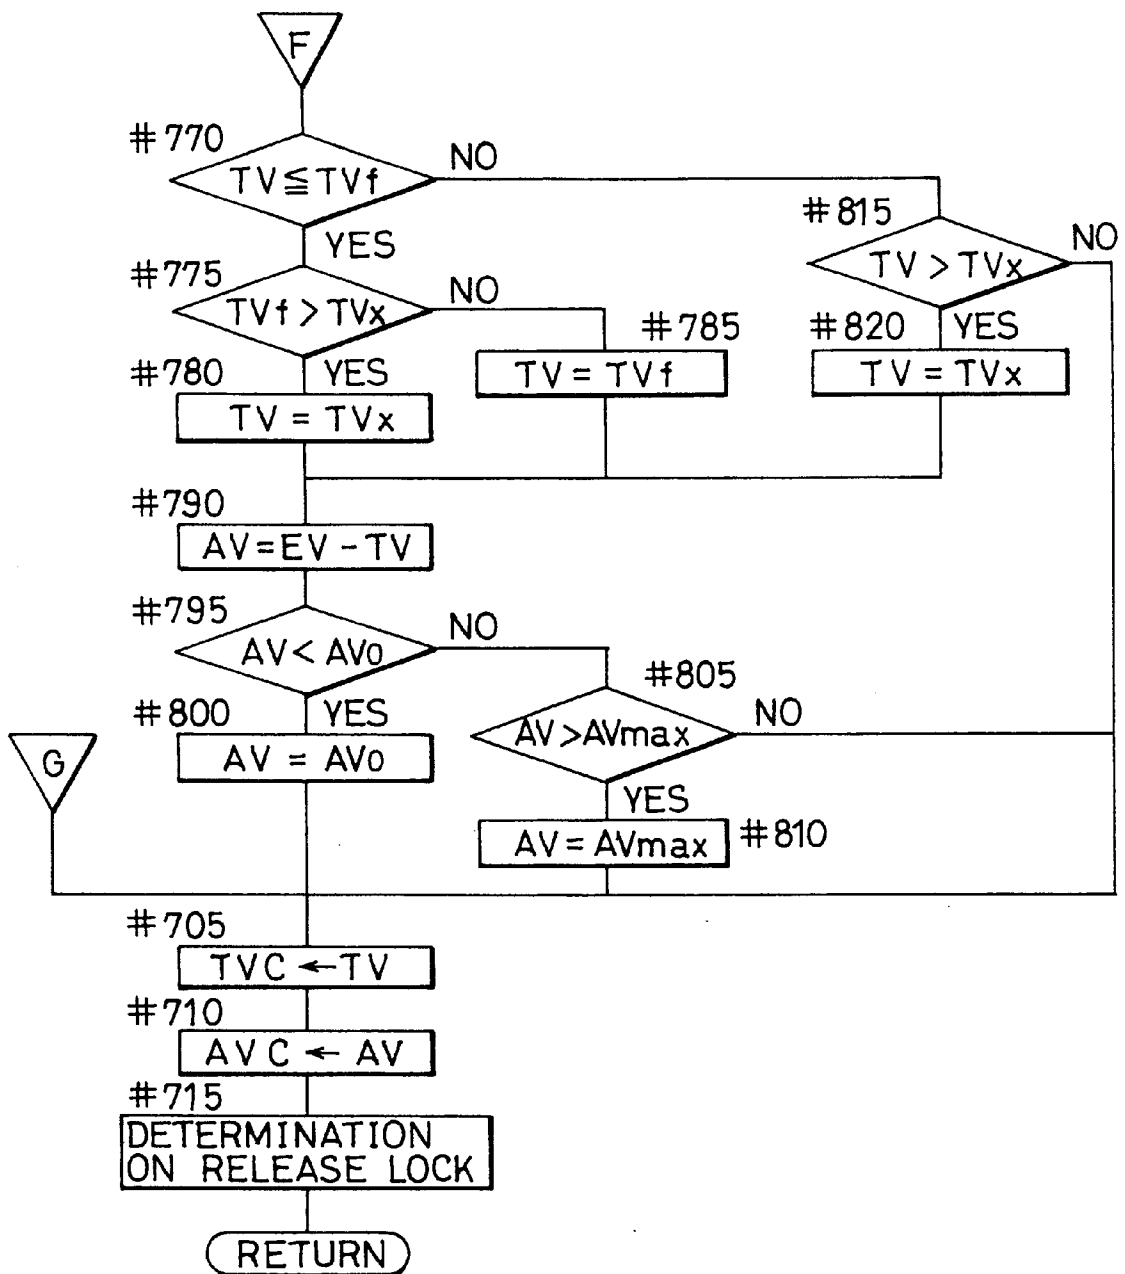 F
#770
TV≦TVf
NO
YES
#815
TV > TVx
NO
#775
TVf > TVx
NO
YES
#785
TV = TVf
#820
YES
TV = TVx
#780
TV = TVx
#790
AV=EV-TV
#795
AV < AVo
NO
YES
#805
AV>AVmax
NO
YES
#800
AV = AVo
G
AV = AVmax
#810
#705
TVC ← TV
#710
AVC ← AV
#715
DETERMINATION
ON RELEASE LOCK
RETURN